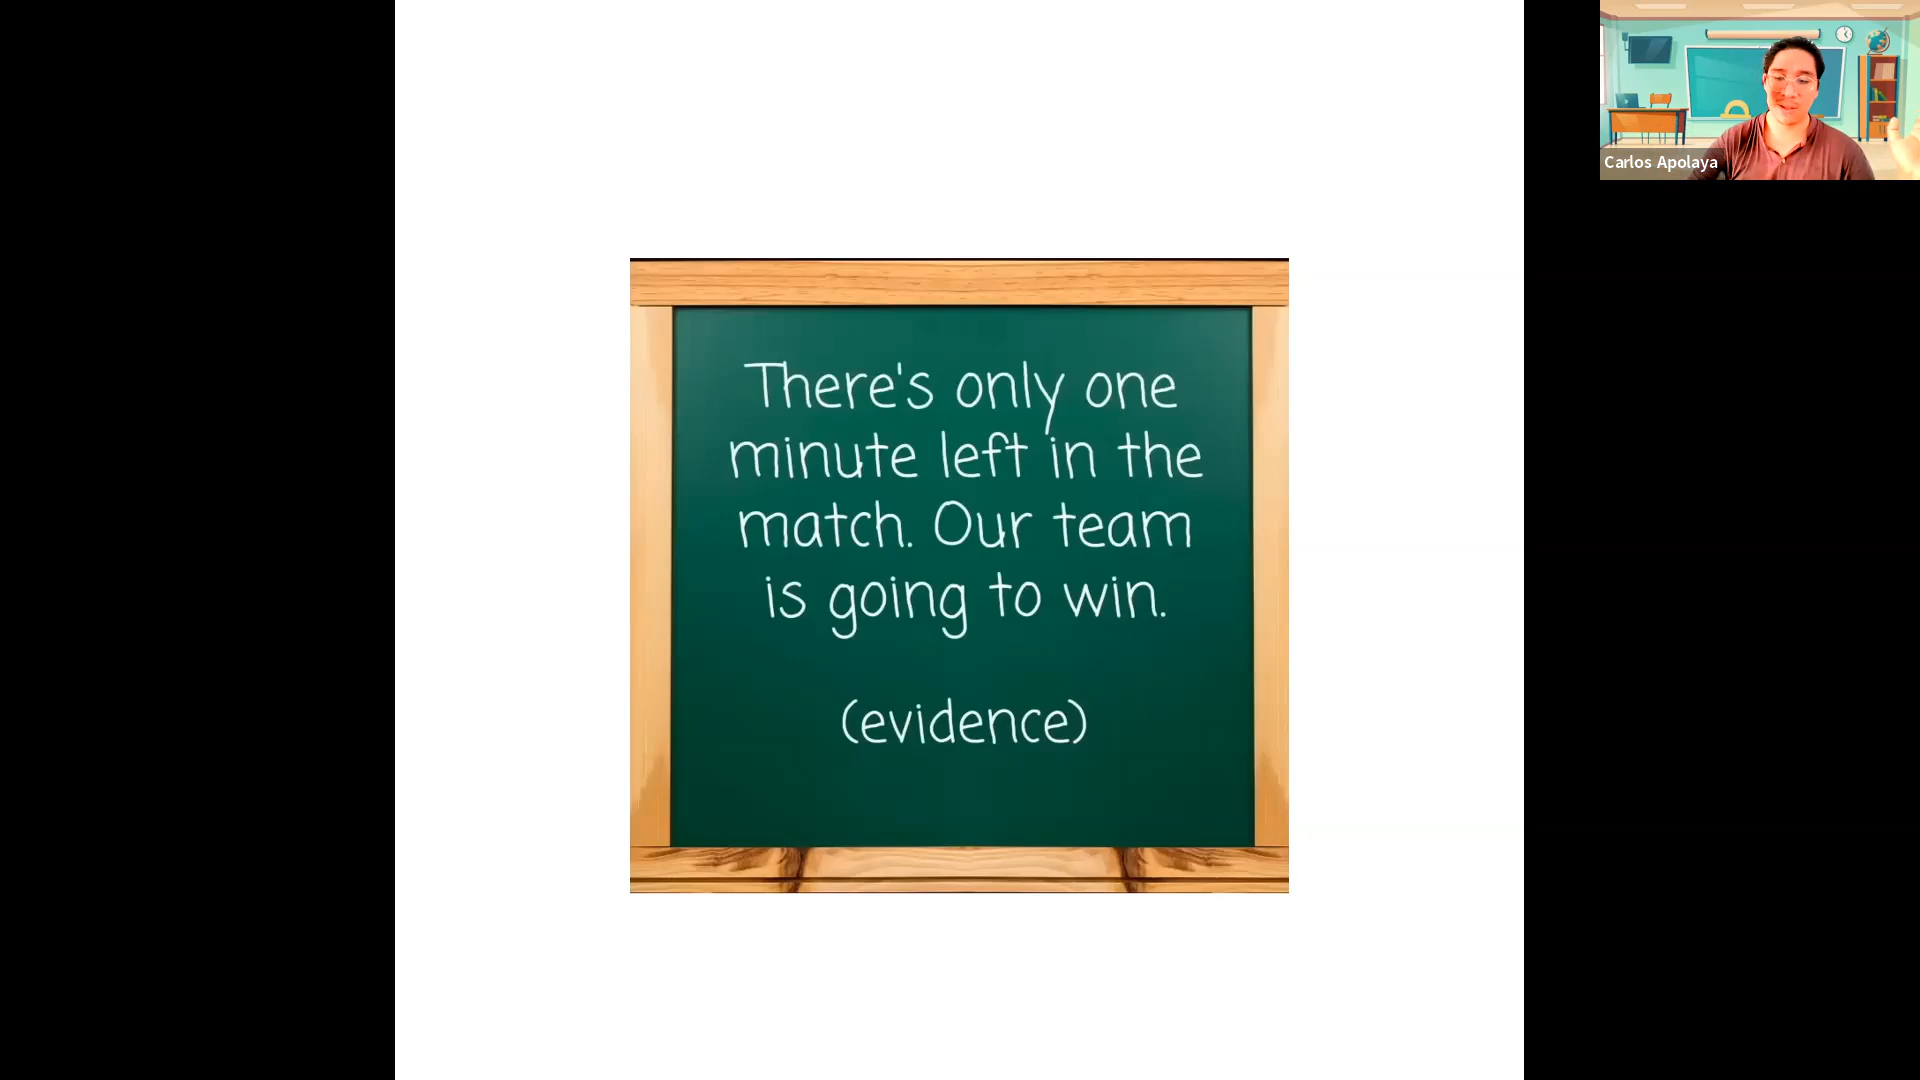 There's only one
minute left in the
match. Our team
is going to win.
(evidence)
Carlos Apolaya